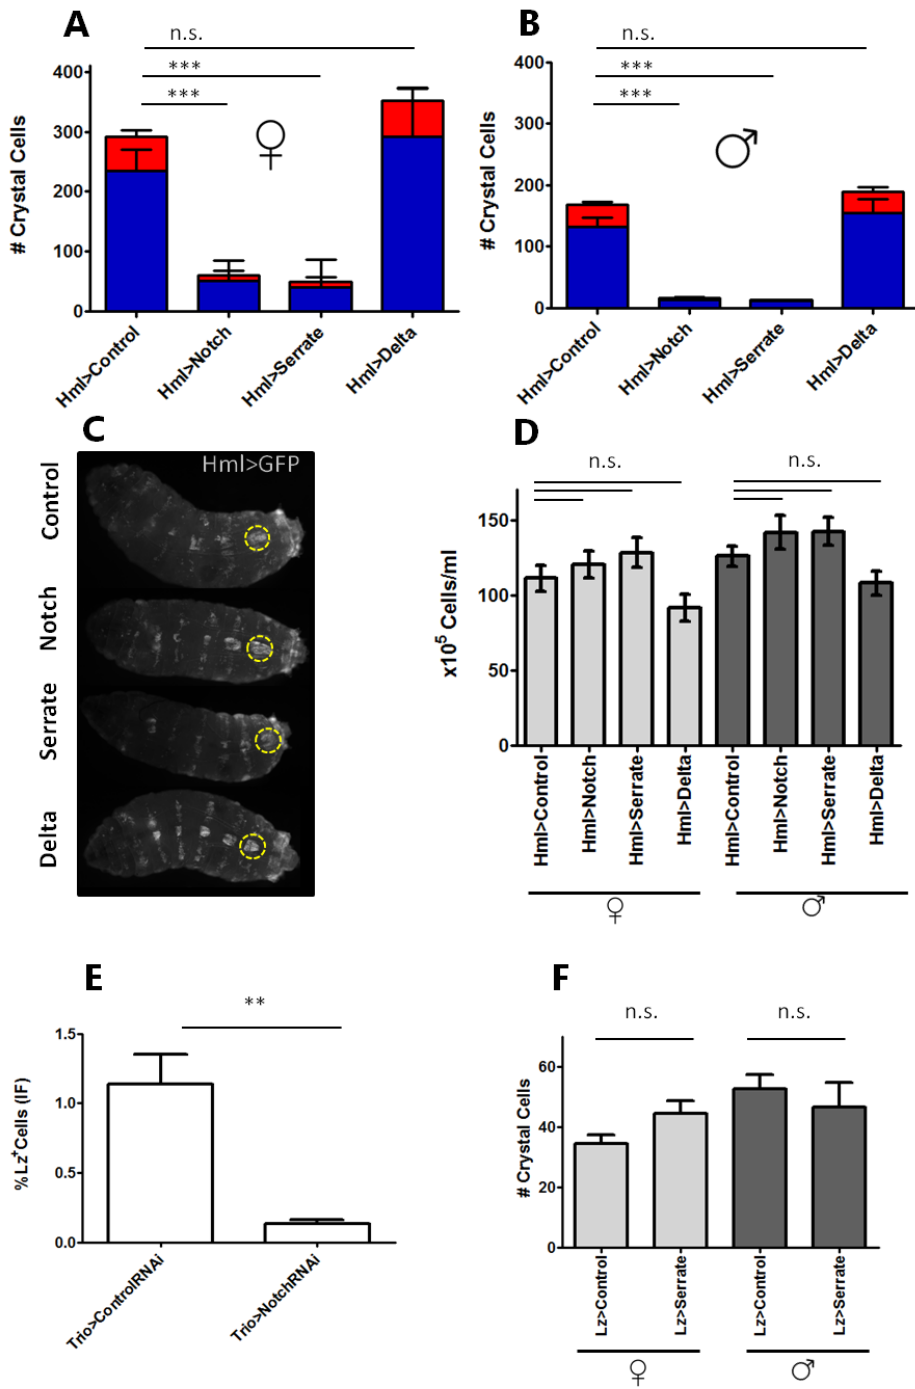 A
n.s.
***
***
♀
# Crystal Cells
400
300
200
100
0
Hml>Control
Hml>Notch
Hml>Serrate
Hml>Delta
B
n.s.
***
***
♂
# Crystal Cells
400
300
200
100
0
Hml>Control
Hml>Notch
Hml>Serrate
Hml>Delta
C
Hml>GFP
Control
Notch
Serrate
Delta
D
n.s.
n.s.
x10⁵ Cells/ml
150
100
50
0
Hml>Control
Hml>Notch
Hml>Serrate
Hml>Delta
Hml>Control
Hml>Notch
Hml>Serrate
Hml>Delta
♀
♂
E
**
%Lz⁺Cells (IF)
1.5
1.0
0.5
0.0
Trio>ControlRNAi
Trio>NotchRNAi
F
n.s.
n.s.
# Crystal Cells
60
40
20
0
Lz>Control
Lz>Serrate
Lz>Control
Lz>Serrate
♀
♂